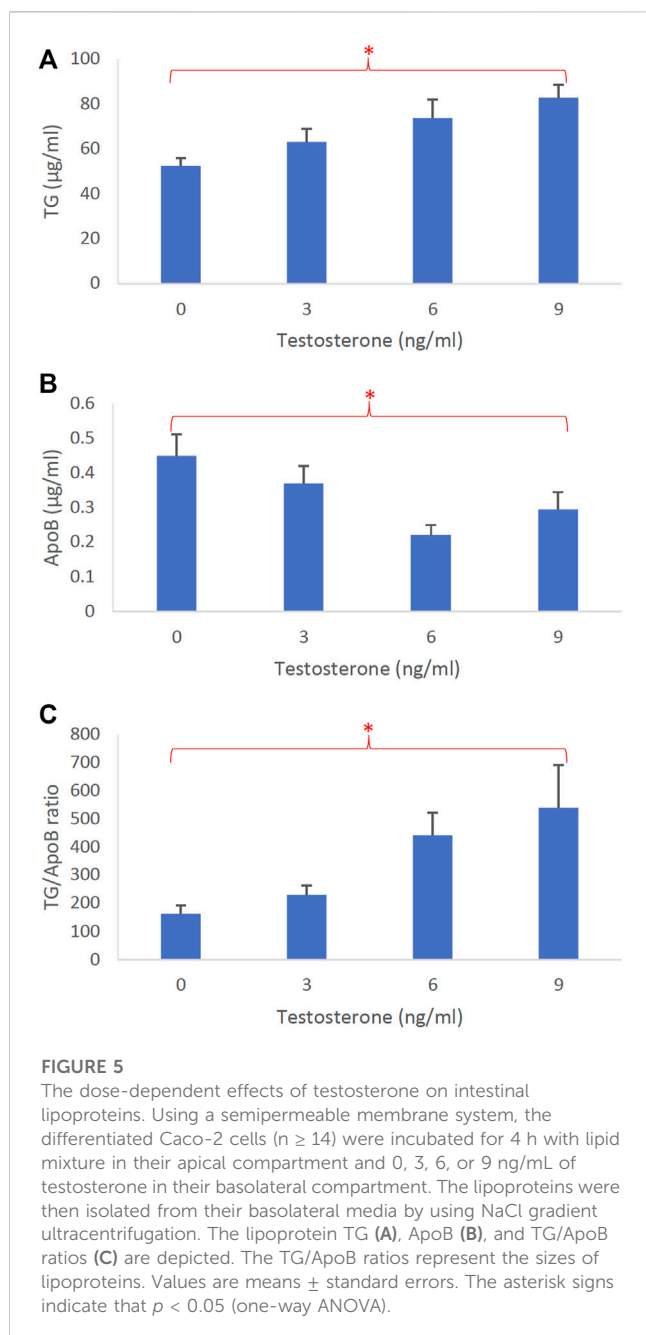 A
*
100
80
60
40
20
0
TG (µg/ml)
0 3 6 9
Testosterone (ng/ml)
B
*
0.6
0.5
0.4
0.3
0.2
0.1
0
ApoB (µg/ml)
0 3 6 9
Testosterone (ng/ml)
C
*
800
700
600
500
400
300
200
100
0
TG/ApoB ratio
0 3 6 9
Testosterone (ng/ml)
FIGURE 5
The dose-dependent effects of testosterone on intestinal
lipoproteins. Using a semipermeable membrane system, the
differentiated Caco-2 cells (n ≥ 14) were incubated for 4 h with lipid
mixture in their apical compartment and 0, 3, 6, or 9 ng/mL of
testosterone in their basolateral compartment. The lipoproteins were
then isolated from their basolateral media by using NaCl gradient
ultracentrifugation. The lipoprotein TG (A), ApoB (B), and TG/ApoB
ratios (C) are depicted. The TG/ApoB ratios represent the sizes of
lipoproteins. Values are means ± standard errors. The asterisk signs
indicate that p < 0.05 (one-way ANOVA).